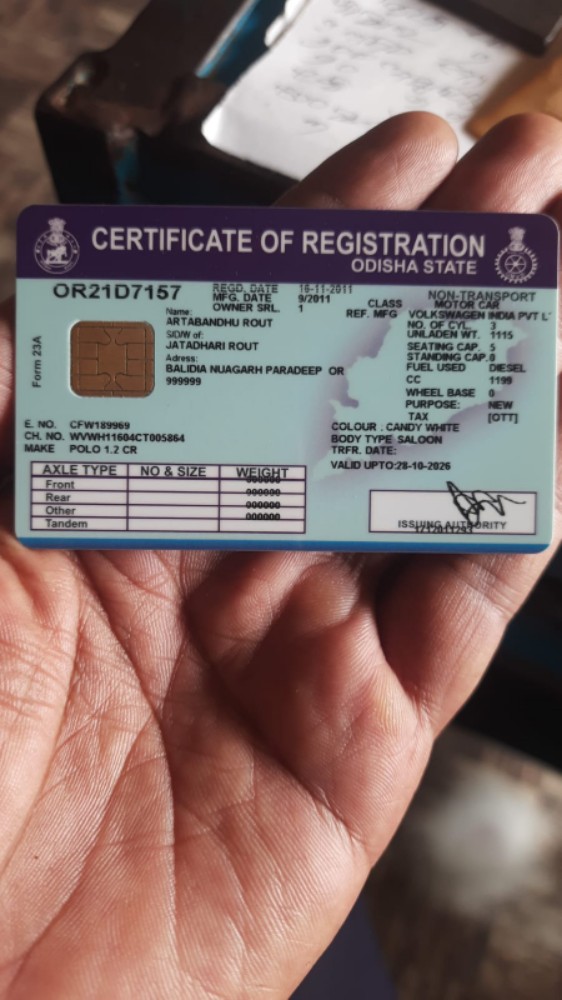 CERTIFICATE OF REGISTRATION
ODISHA STATE
OR21D7157
REGD. DATE 16-11-2011
MFG. DATE 9/2011
OWNER SRL. 1
NON-TRANSPORT
CLASS MOTOR CAR
REF. MFG VOLKSWAGEN INDIA PVT L
NO. OF CYL. 3
UNLADEN WT. 1115
SEATING CAP. 5
STANDING CAP. 0
FUEL USED DIESEL
CC 1199
WHEEL BASE 0
PURPOSE: NEW
TAX [OTT]
Name:
ARTABANDHU ROUT
S/D/W of:
JATADHARI ROUT
Adress:
BALIDIA NUAGARH PARADEEP OR
999999
Form 23A
E. NO. CFW189969
CH. NO. WVWH11604CT005864
MAKE POLO 1.2 CR
COLOUR . CANDY WHITE
BODY TYPE SALOON
TRFR. DATE:
VALID UPTO:28-10-2026
AXLE TYPE NO & SIZE WEIGHT
Front 000000
Rear 000000
Other 000000
Tandem 000000
ISSUING AUTHORITY